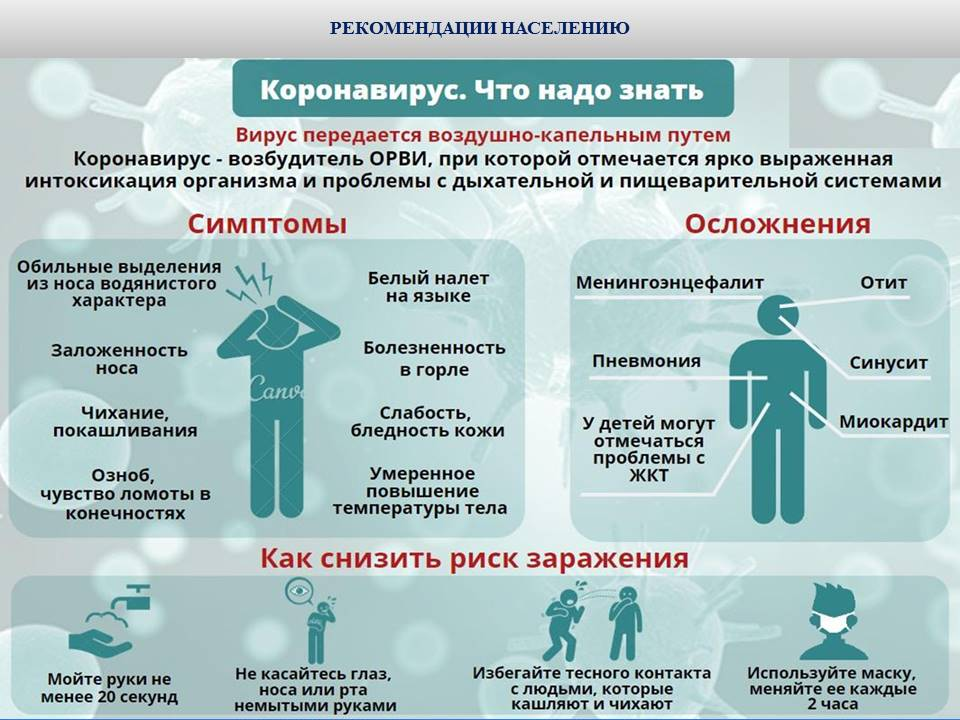 РЕКОМЕНДАЦИИ НАСЕЛЕНИЮ
Коронавирус. Что надо знать
Вирус передается воздушно-капельным путем
Коронавирус - возбудитель ОРВИ, при которой отмечается ярко выраженная
интоксикация организма и проблемы с дыхательной и пищеварительной системами
Симптомы
Обильные выделения
из носа водянистого
характера
Белый налет
на языке
Заложенность
носа
Болезненность
в горле
Чихание,
покашливания
Слабость,
бледность кожи
Озноб,
чувство ломоты в
конечностях
Умеренное
повышение
температуры тела
Canva
Осложнения
Менингоэнцефалит
Отит
Пневмония
Синусит
У детей могут
отмечаться
проблемы с
ЖКТ
Миокардит
Как снизить риск заражения
Мойте руки не
менее 20 секунд
Не касайтесь глаз,
носа или рта
немытыми руками
Избегайте тесного контакта
с людьми, которые
кашляют и чихают
Используйте маску,
меняйте ее каждые
2 часа